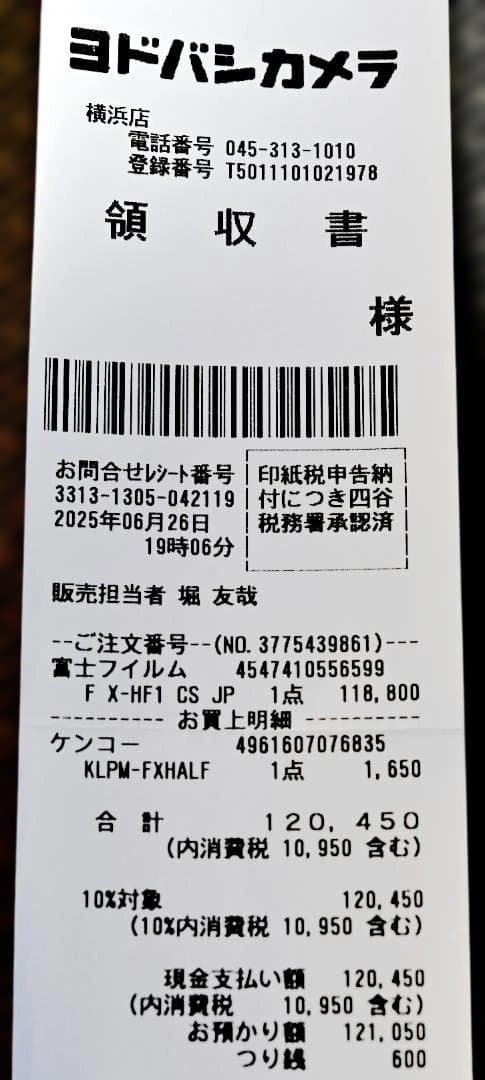 ヨドバシカメラ
横浜店
電話番号 045-313-1010
登録番号 T5011101021978
領 収 書
様
お問合せﾚｼｰﾄ番号
3313-1305-042119
2025年06月26日
19時06分
印紙税申告納
付につき四谷
税務署承認済
販売担当者 堀 友哉
--ご注文番号--(NO.3775439861)---
富士フイルム 4547410556599
F X-HF1 CS JP 1点 118,800
---------- お買上明細 ----------
ケンコー 4961607076835
KLPM-FXHALF 1点 1,650
合 計 120,450
(内消費税 10,950 含む)
10%対象 120,450
(10%内消費税 10,950 含む)
現金支払い額 120,450
(内消費税 10,950 含む)
お預かり額 121,050
つり銭 600